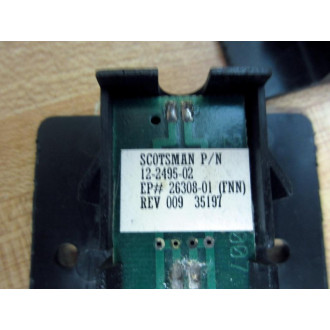 SCOTSMAN P/N
12-2495-02
EP# 26308-01 (FNN)
REV 009 35197